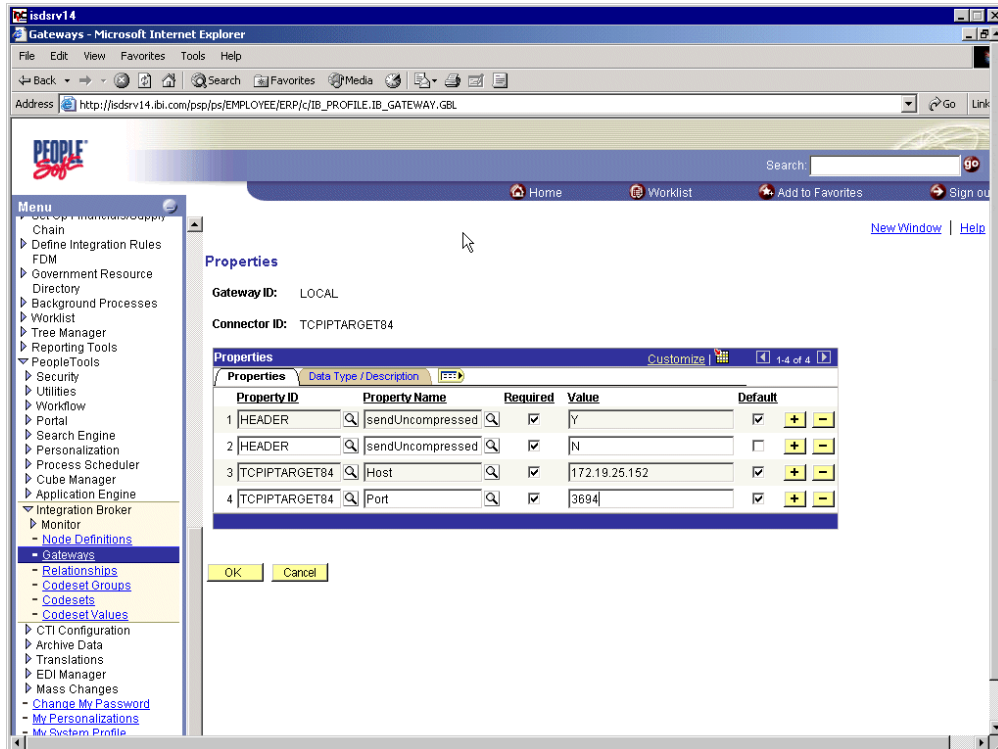 isdsrv14
Gateways - Microsoft Internet Explorer
File Edit View Favorites Tools Help
Back Search Favorites Media
Address http://isdsrv14.ibi.com/psp/ps/EMPLOYEE/ERP/c/IB_PROFILE.IB_GATEWAY.GBL Go Link
PEOPLE Soft
Search: go
Home Worklist Add to Favorites Sign ou
Menu
New Window | Help
Set Up Financials/Supply
Chain
Define Integration Rules
FDM
Government Resource
Directory
Background Processes
Worklist
Tree Manager
Reporting Tools
PeopleTools
Security
Utilities
Workflow
Portal
Search Engine
Personalization
Process Scheduler
Cube Manager
Application Engine
Integration Broker
Monitor
- Node Definitions
- Gateways
- Relationships
- Codeset Groups
- Codesets
- Codeset Values
CTI Configuration
Archive Data
Translations
EDI Manager
Mass Changes
- Change My Password
- My Personalizations
- My System Profile
Properties
Gateway ID: LOCAL
Connector ID: TCPIPTARGET84
Properties Customize | 1-4 of 4
Properties Data Type / Description
Property ID Property Name Required Value Default
1 HEADER sendUncompressed Y + -
2 HEADER sendUncompressed N + -
3 TCPIPTARGET84 Host 172.19.25.152 + -
4 TCPIPTARGET84 Port 3694 + -
OK Cancel